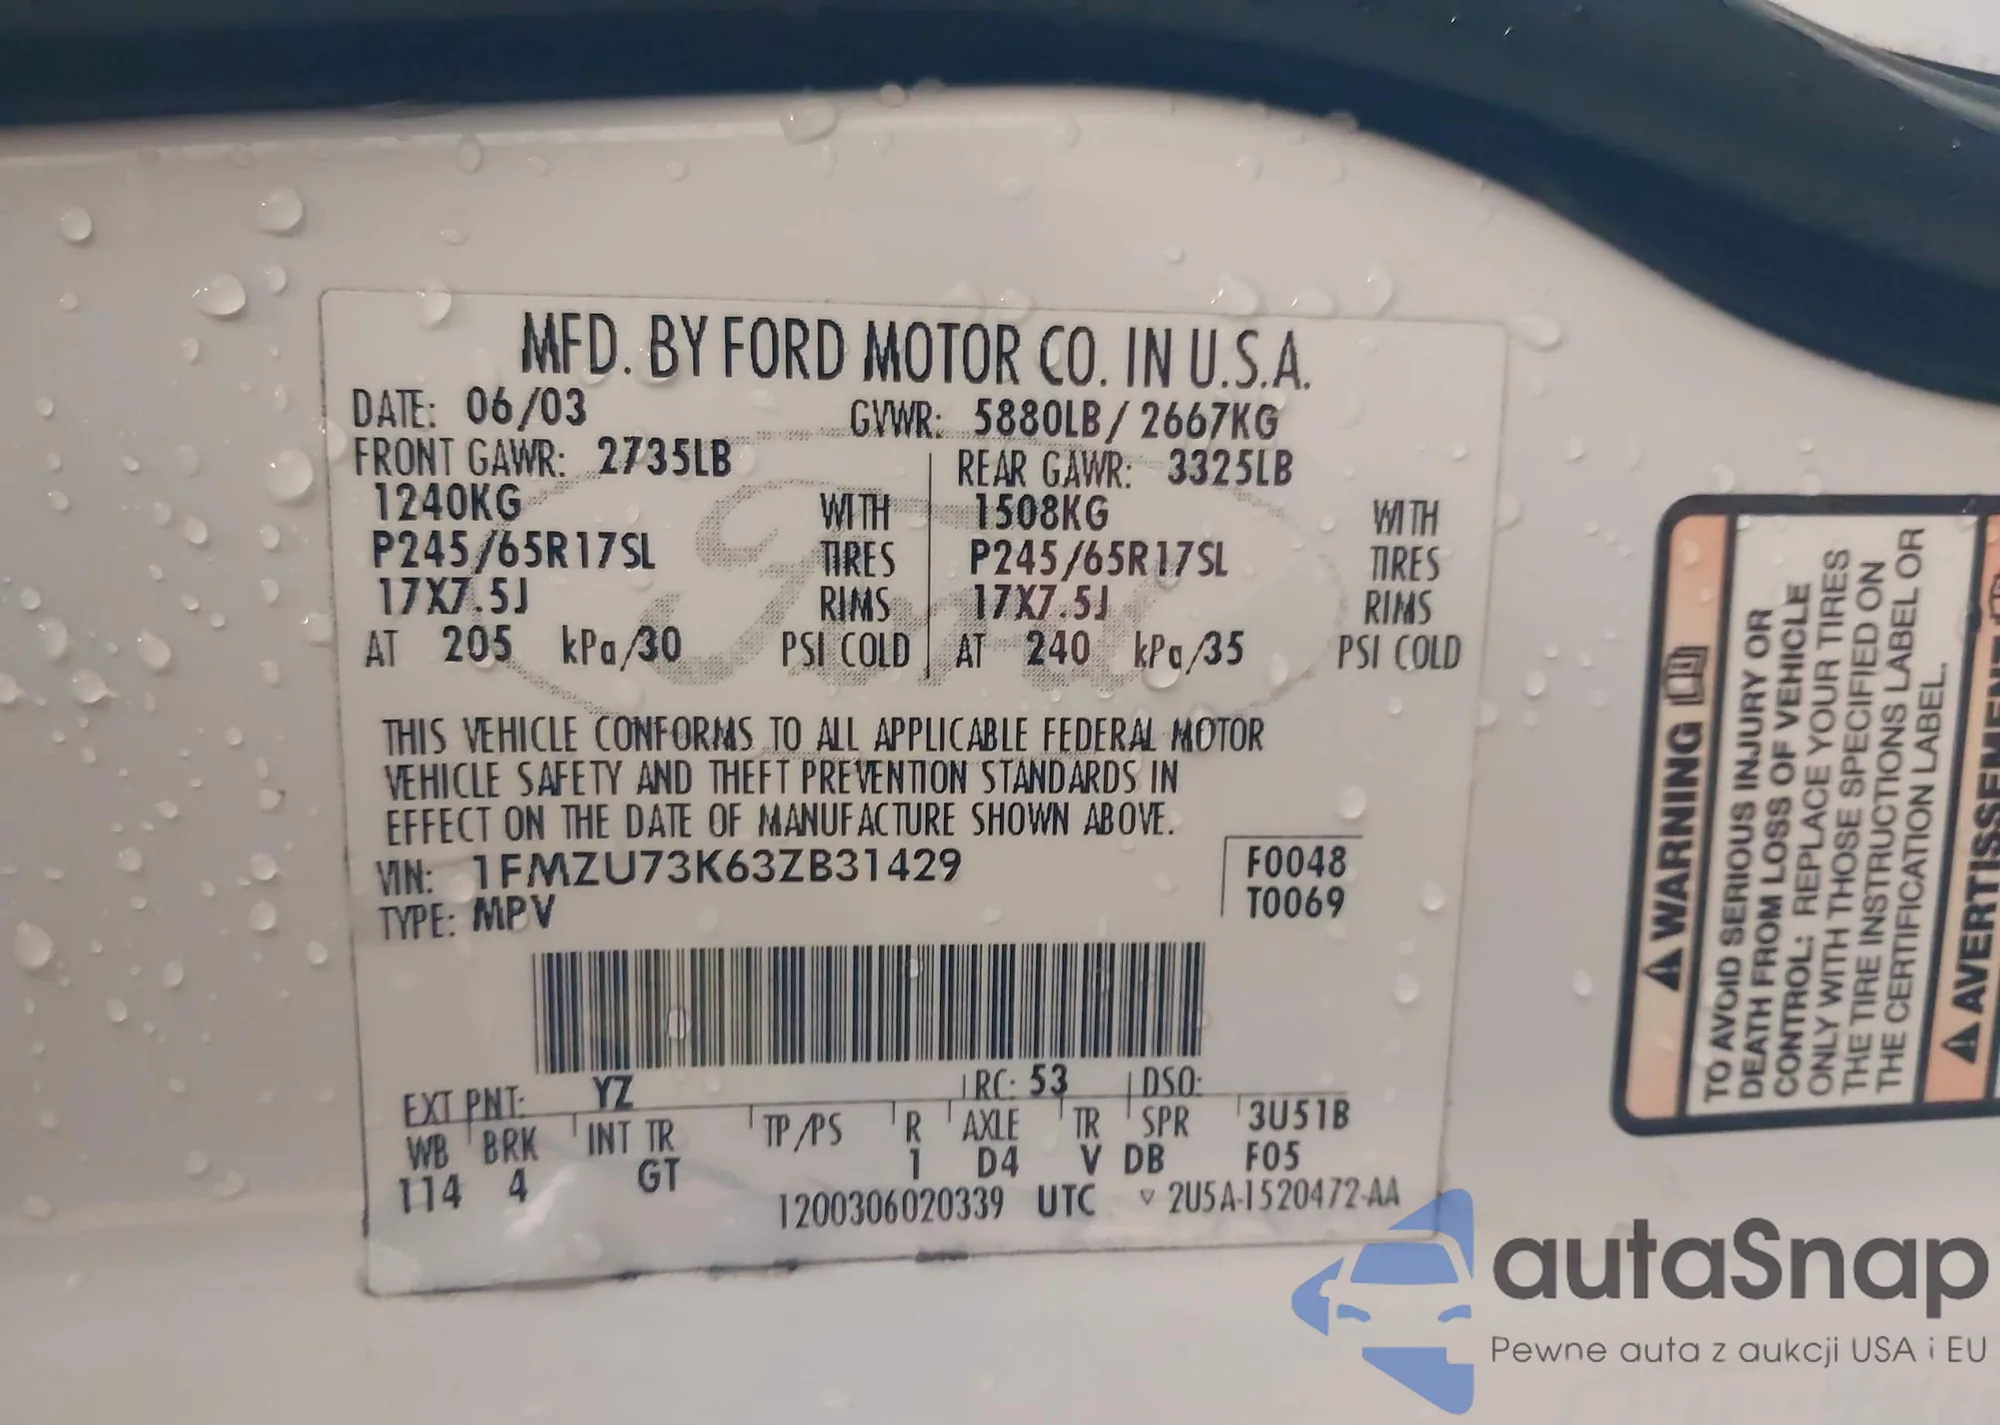 MFD. BY FORD MOTOR CO. IN U.S.A.
DATE: 06/03 GVWR: 5880LB / 2667KG
FRONT GAWR: 2735LB REAR GAWR: 3325LB
1240KG WITH 1508KG WITH
P245/65R17SL TIRES P245/65R17SL TIRES
17X7.5J RIMS 17X7.5J RIMS
AT 205 kPa/30 PSI COLD AT 240 kPa/35 PSI COLD
Ford
THIS VEHICLE CONFORMS TO ALL APPLICABLE FEDERAL MOTOR
VEHICLE SAFETY AND THEFT PREVENTION STANDARDS IN
EFFECT ON THE DATE OF MANUFACTURE SHOWN ABOVE.
VIN: 1FMZU73K63ZB31429 F0048
TYPE: MPV T0069
EXT PNT: YZ RC: 53 DSO:
WB BRK INT TR TP/PS R AXLE TR SPR 3U51B
114 4 GT 1 D4 V DB F05
1200306020339 UTC ▽ 2U5A-1520472-AA
⚠ WARNING
TO AVOID SERIOUS INJURY OR
DEATH FROM LOSS OF VEHICLE
CONTROL: REPLACE YOUR TIRES
ONLY WITH THOSE SPECIFIED ON
THE TIRE INSTRUCTIONS LABEL OR
THE CERTIFICATION LABEL.
⚠ AVERTISSEMENT
autaSnap
Pewne auta z aukcji USA i EU